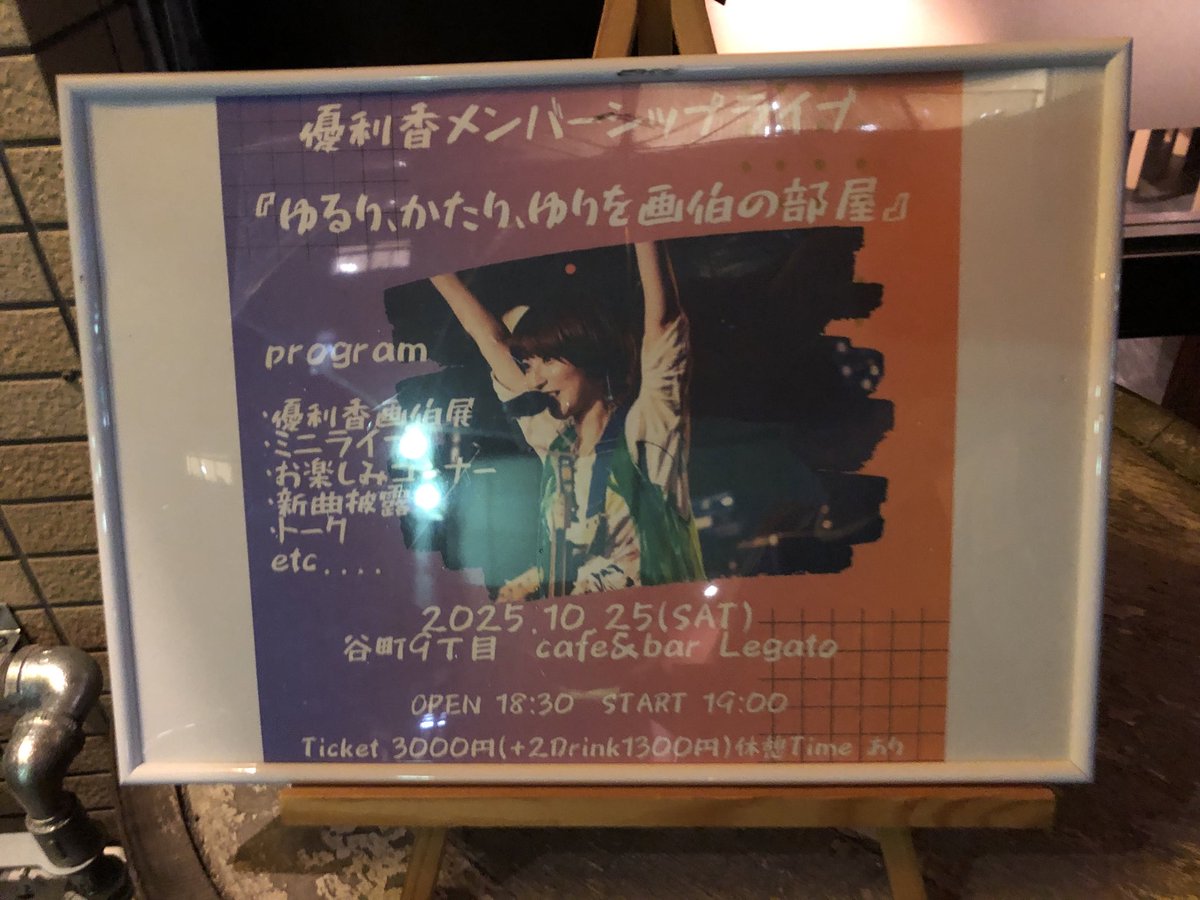 優利香メンバーシップライブ
『ゆるり、かたり、ゆりを画伯の部屋』
program
・優利香画伯展
・ミニライブ
・お楽しみコーナー
・新曲披露
・トーク
etc....
2025.10.25(SAT)
谷町9丁目 cafe&bar Legato
OPEN 18:30 START 19:00
Ticket 3000円(+2Drink1300円)休憩Time あり